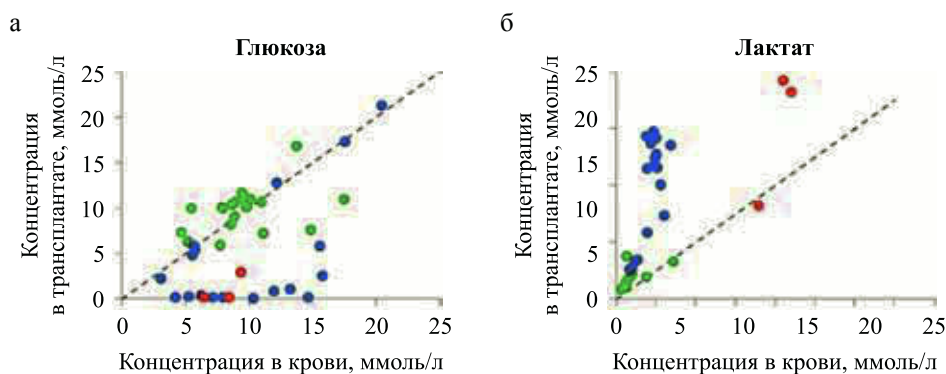 а
Глюкоза
Концентрация
в трансплантате, ммоль/л
25
20
15
10
5
0
0 5 10 15 20 25
Концентрация в крови, ммоль/л
б
Лактат
Концентрация
в трансплантате, ммоль/л
25
20
15
10
5
0
0 5 10 15 20 25
Концентрация в крови, ммоль/л